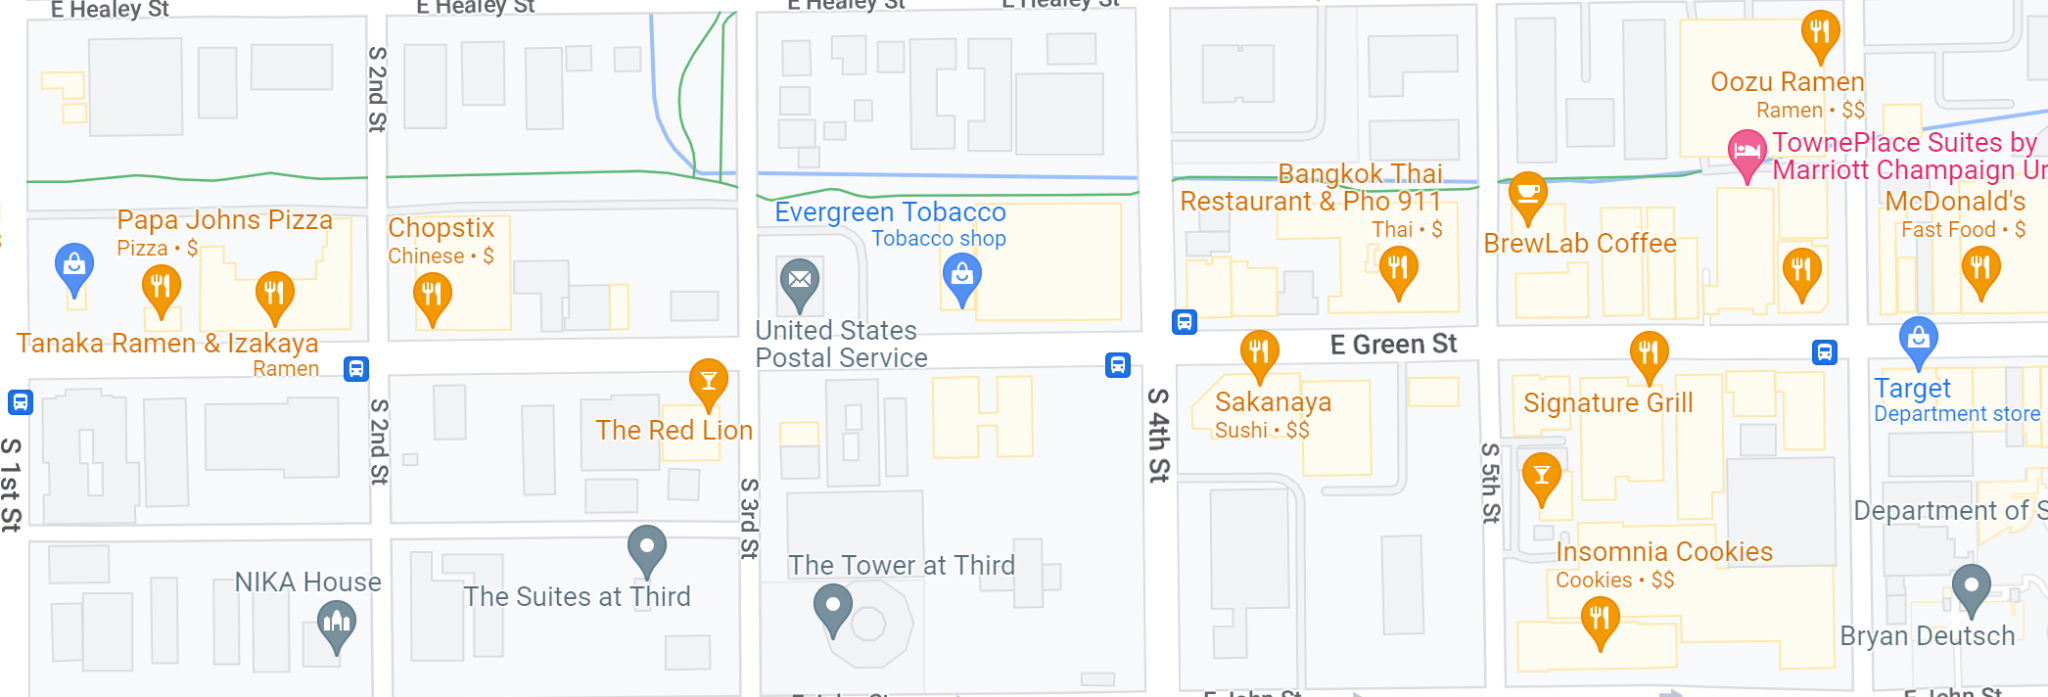 E Healey St
E Healey St
E Healey St
E Healey St
S 2nd St
Oozu Ramen
Ramen • $$
TownePlace Suites by
Marriott Champaign Ur
Bangkok Thai
Restaurant & Pho 911
Thai • $
Papa Johns Pizza
Pizza • $
Chopstix
Chinese • $
Evergreen Tobacco
Tobacco shop
BrewLab Coffee
McDonald's
Fast Food • $
Tanaka Ramen & Izakaya
Ramen
United States
Postal Service
E Green St
The Red Lion
Sakanaya
Sushi • $$
Signature Grill
Target
Department store
S 1st St
S 2nd St
S 3rd St
S 4th St
S 5th St
Department of S
NIKA House
The Suites at Third
The Tower at Third
Insomnia Cookies
Cookies • $$
Bryan Deutsch
E John St
E John St